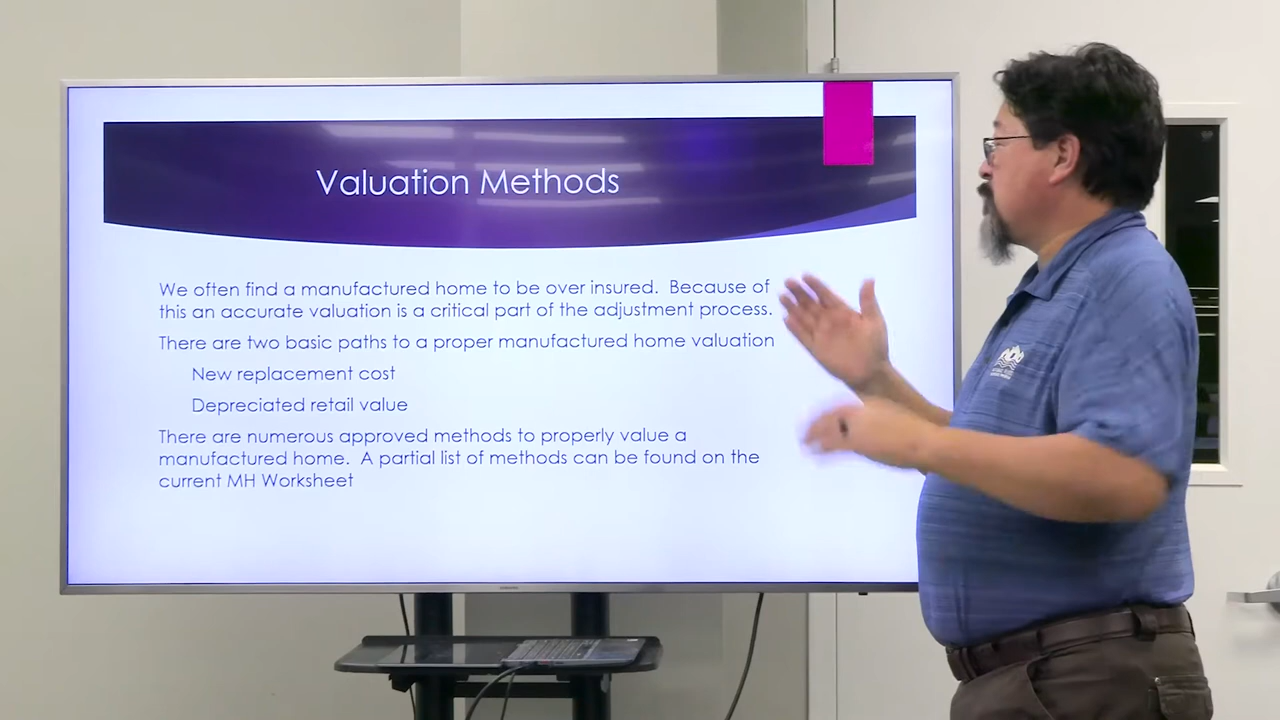 Valuation Methods
We often find a manufactured home to be over insured. Because of
this an accurate valuation is a critical part of the adjustment process.
There are two basic paths to a proper manufactured home valuation
New replacement cost
Depreciated retail value
There are numerous approved methods to properly value a
manufactured home. A partial list of methods can be found on the
current MH Worksheet